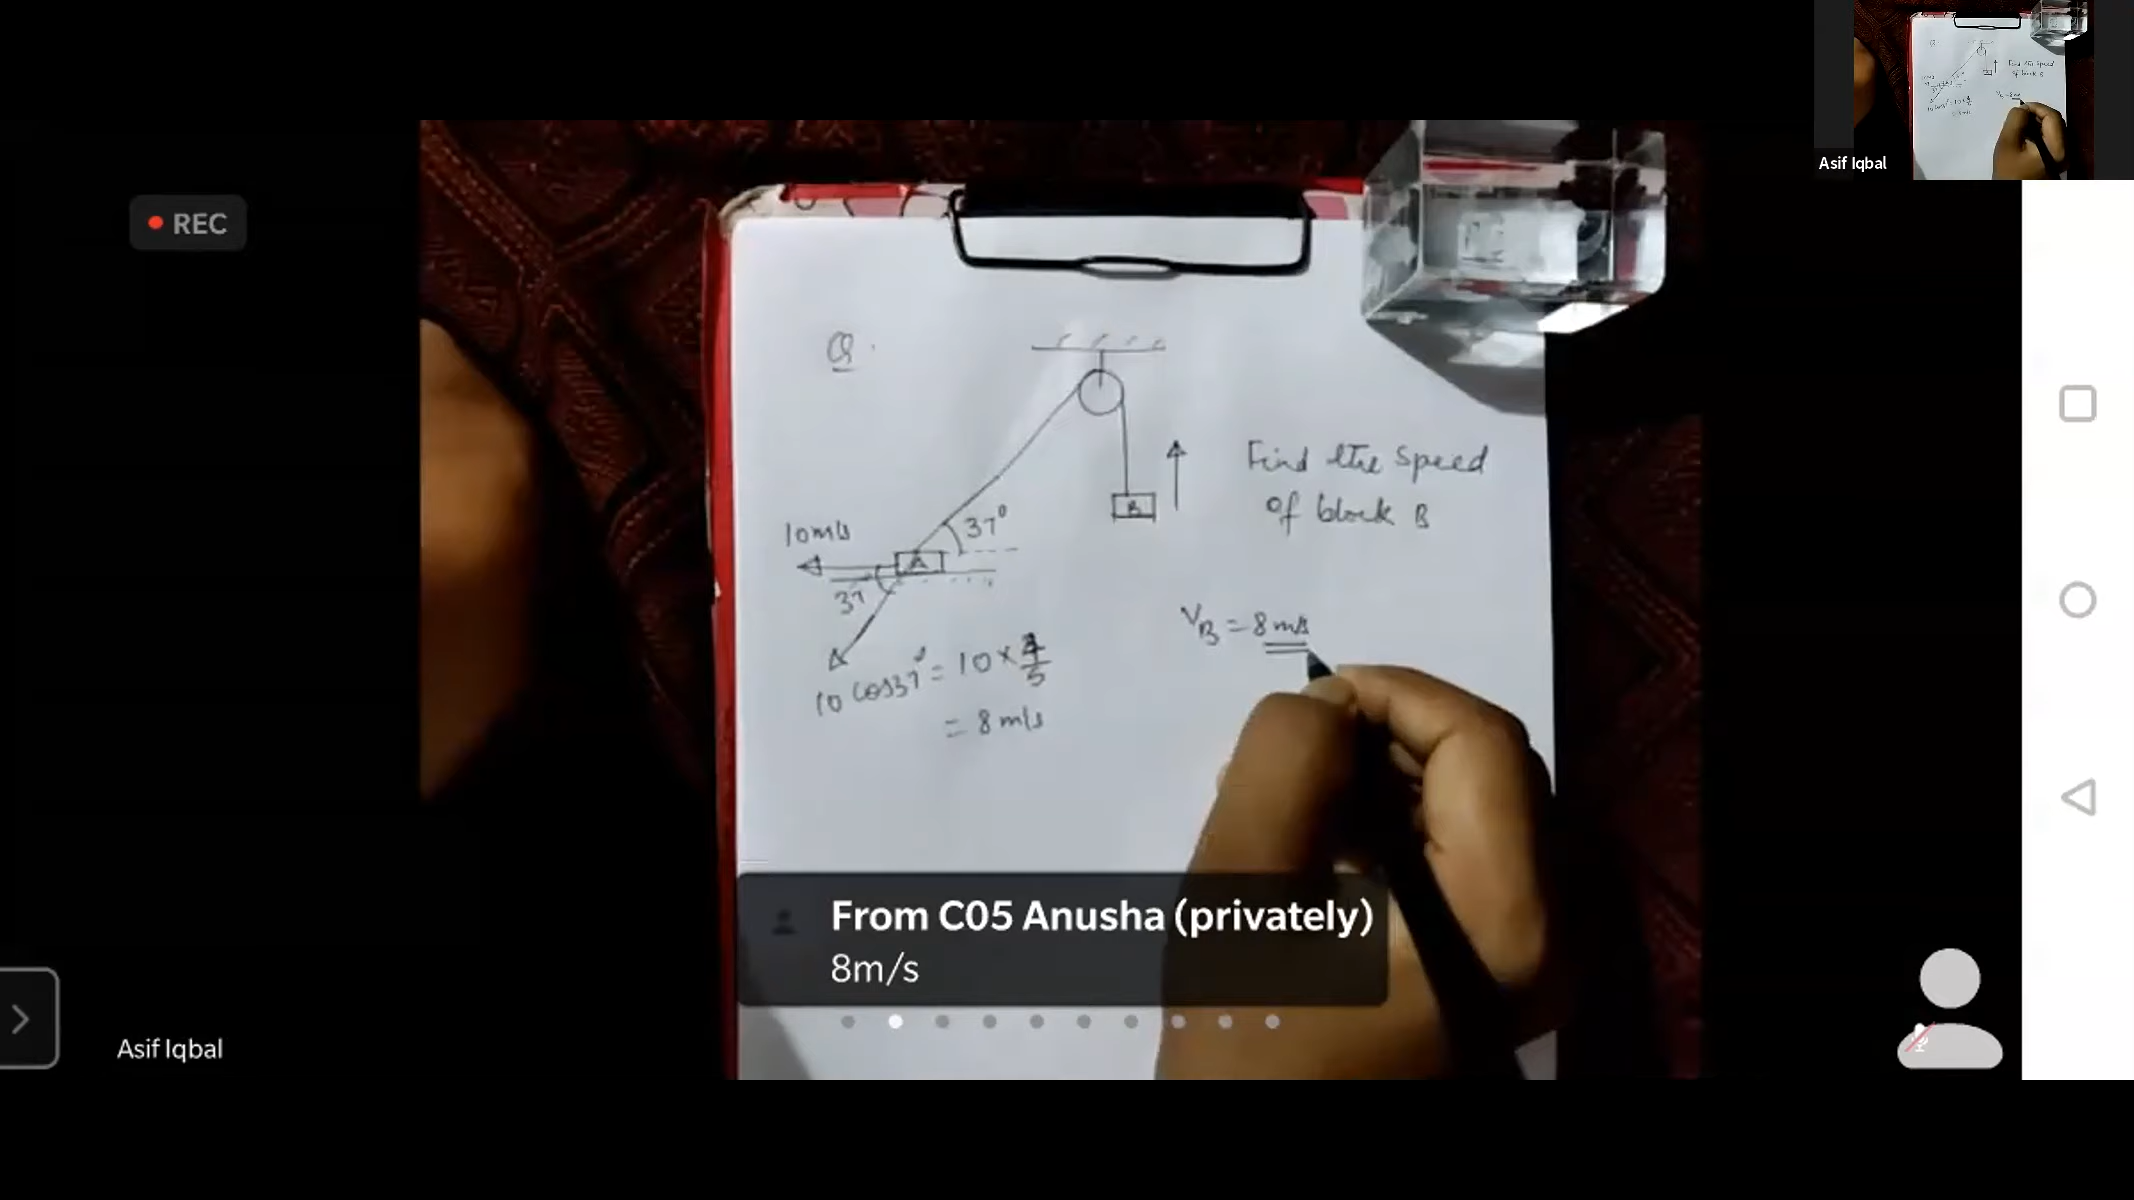 REC
Asif Iqbal
Q.
10m/s
A
37°
37
B
Find the speed
of block B
10 cos37° = 10 × 4/5
= 8 m/s
VB = 8 m/s
From C05 Anusha (privately)
8m/s
Asif Iqbal